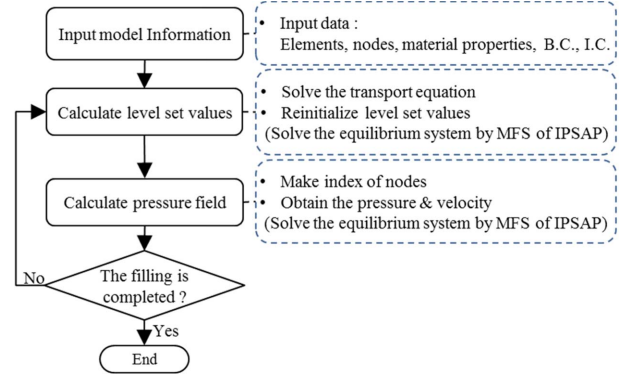 Input model Information
• Input data :
Elements, nodes, material properties, B.C., I.C.
Calculate level set values
• Solve the transport equation
• Reinitialize level set values
(Solve the equilibrium system by MFS of IPSAP)
Calculate pressure field
• Make index of nodes
• Obtain the pressure & velocity
(Solve the equilibrium system by MFS of IPSAP)
No
The filling is
completed ?
Yes
End